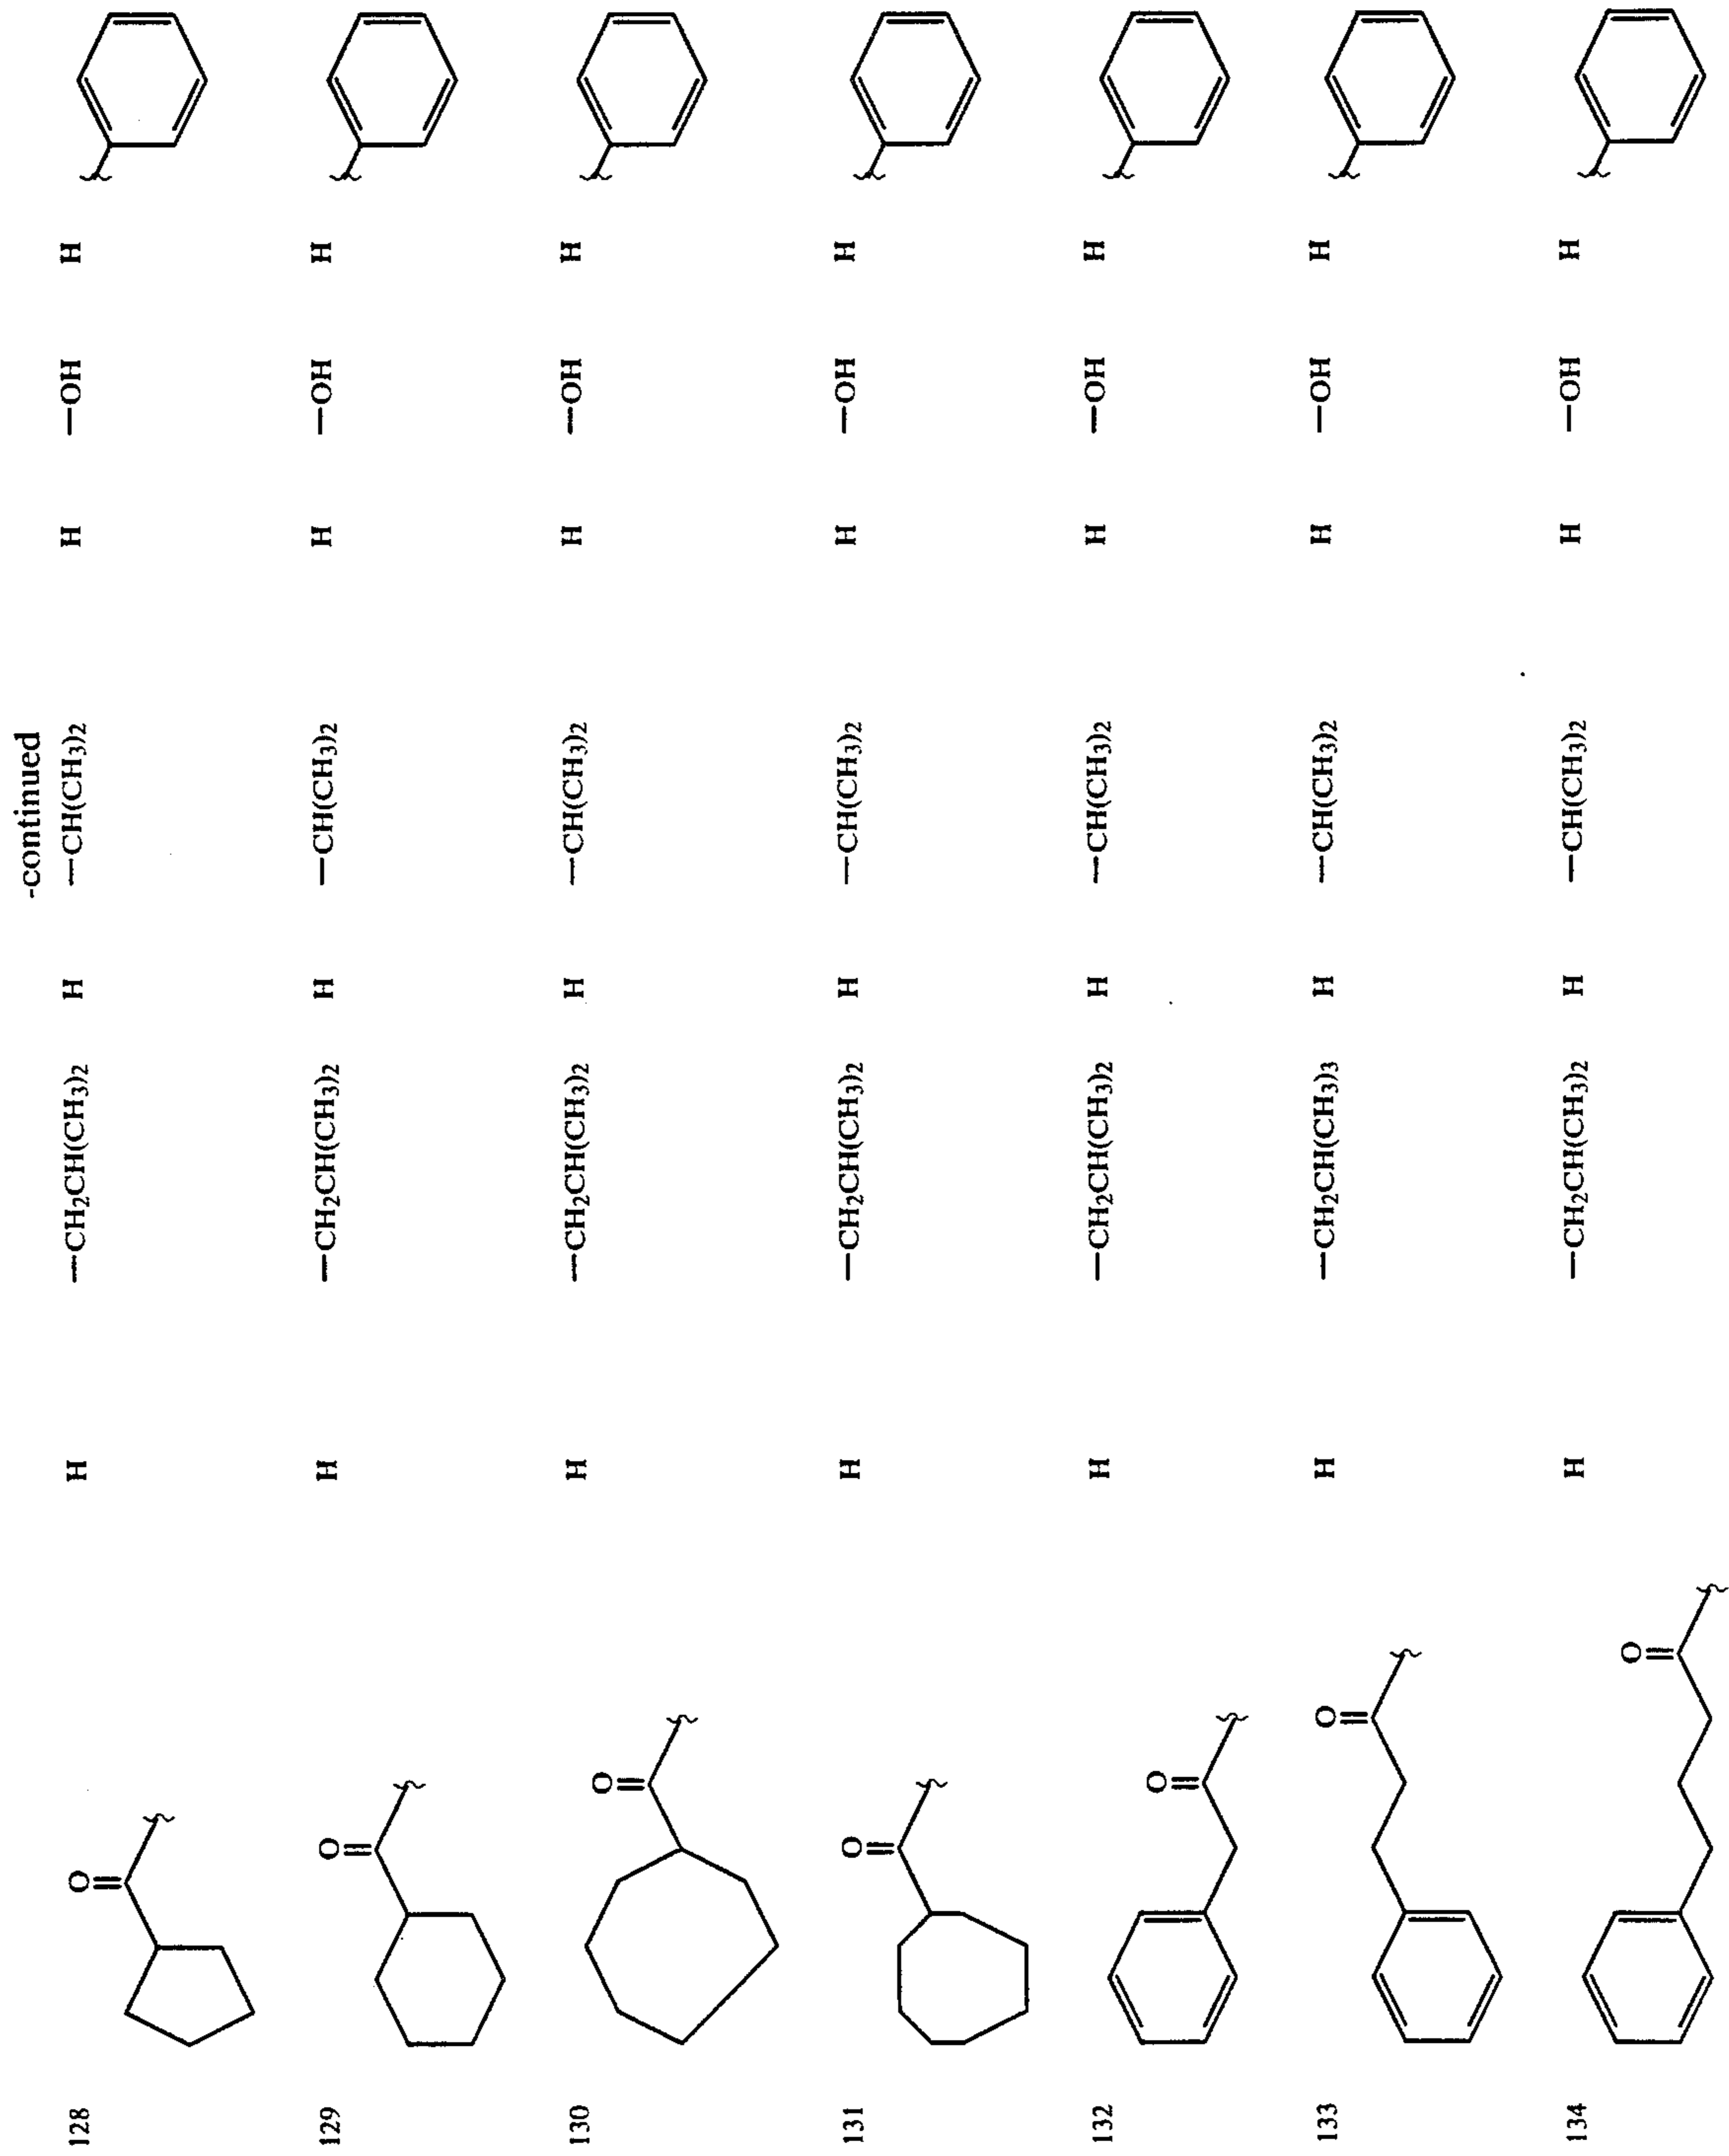 -continued
128 O H —CH₂CH(CH₃)₂ H —CH(CH₃)₂ H —OH H
129 O H —CH₂CH(CH₃)₂ H —CH(CH₃)₂ H —OH H
130 O H —CH₂CH(CH₃)₂ H —CH(CH₃)₂ H —OH H
131 O H —CH₂CH(CH₃)₂ H —CH(CH₃)₂ H —OH H
132 O H —CH₂CH(CH₃)₂ H —CH(CH₃)₂ H —OH H
133 O H —CH₂CH(CH₃)₃ H —CH(CH₃)₂ H —OH H
134 O H —CH₂CH(CH₃)₂ H —CH(CH₃)₂ H —OH H